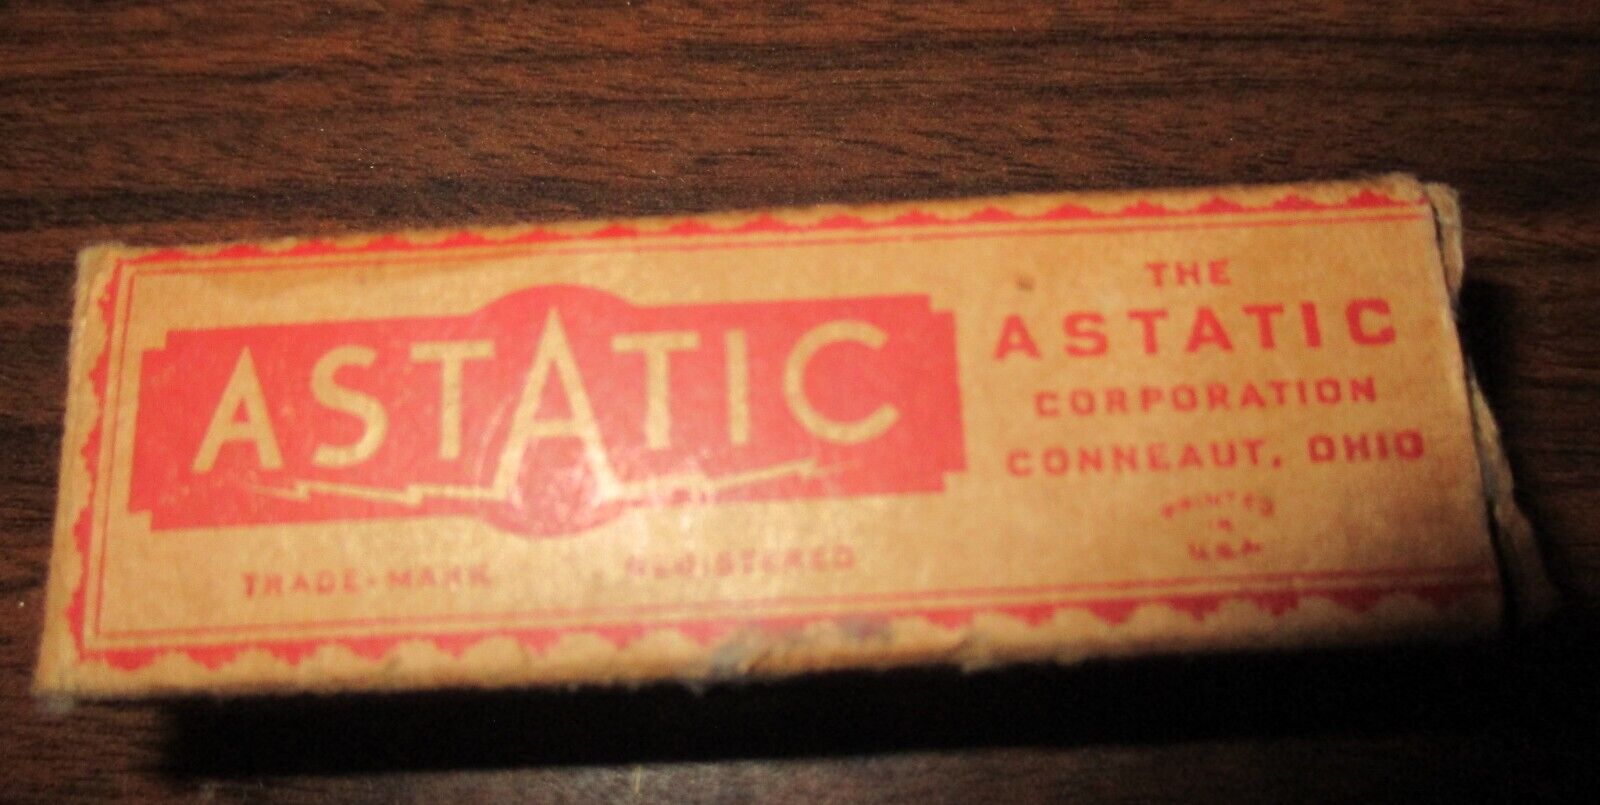 ASTATIC
TRADE-MARK REGISTERED
THE
ASTATIC
CORPORATION
CONNEAUT, OHIO
PRINTED
IN
U.S.A.